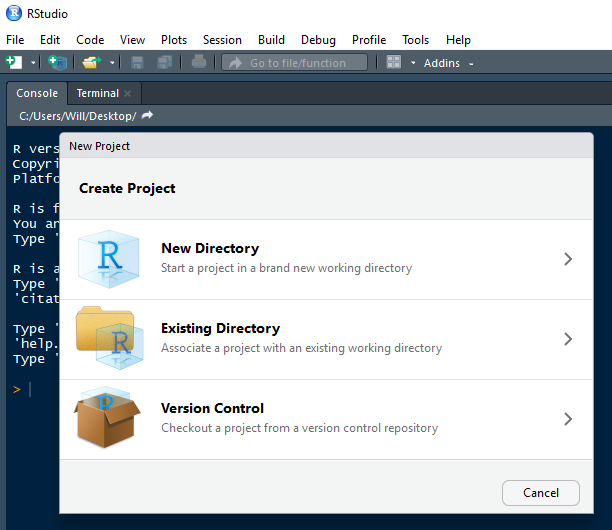 RStudio
File Edit Code View Plots Session Build Debug Profile Tools Help
Go to file/function Addins
Console Terminal
C:/Users/Will/Desktop/
New Project
R vers
Copyri
Platfo
Create Project
R is f
You ar
Type '
New Directory
Start a project in a brand new working directory
R is a
Type '
'citat
Type '
'help.
Type '
Existing Directory
Associate a project with an existing working directory
>
Version Control
Checkout a project from a version control repository
Cancel